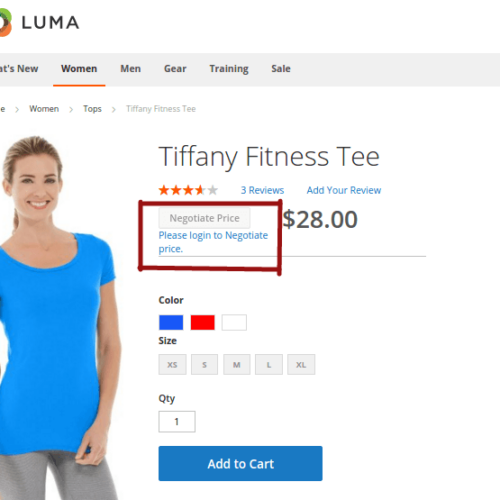 LUMA
at's New Women Men Gear Training Sale
e > Women > Tops > Tiffany Fitness Tee
Tiffany Fitness Tee
3 Reviews Add Your Review
Negotiate Price $28.00
Please login to Negotiate
price.
Color
Size
XS S M L XL
Qty
1
Add to Cart